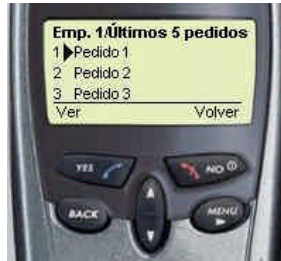 Emp. 1/Últimos 5 pedidos
1 Pedido 1
2 Pedido 2
3 Pedido 3
Ver Volver
YES NO
BACK MENU